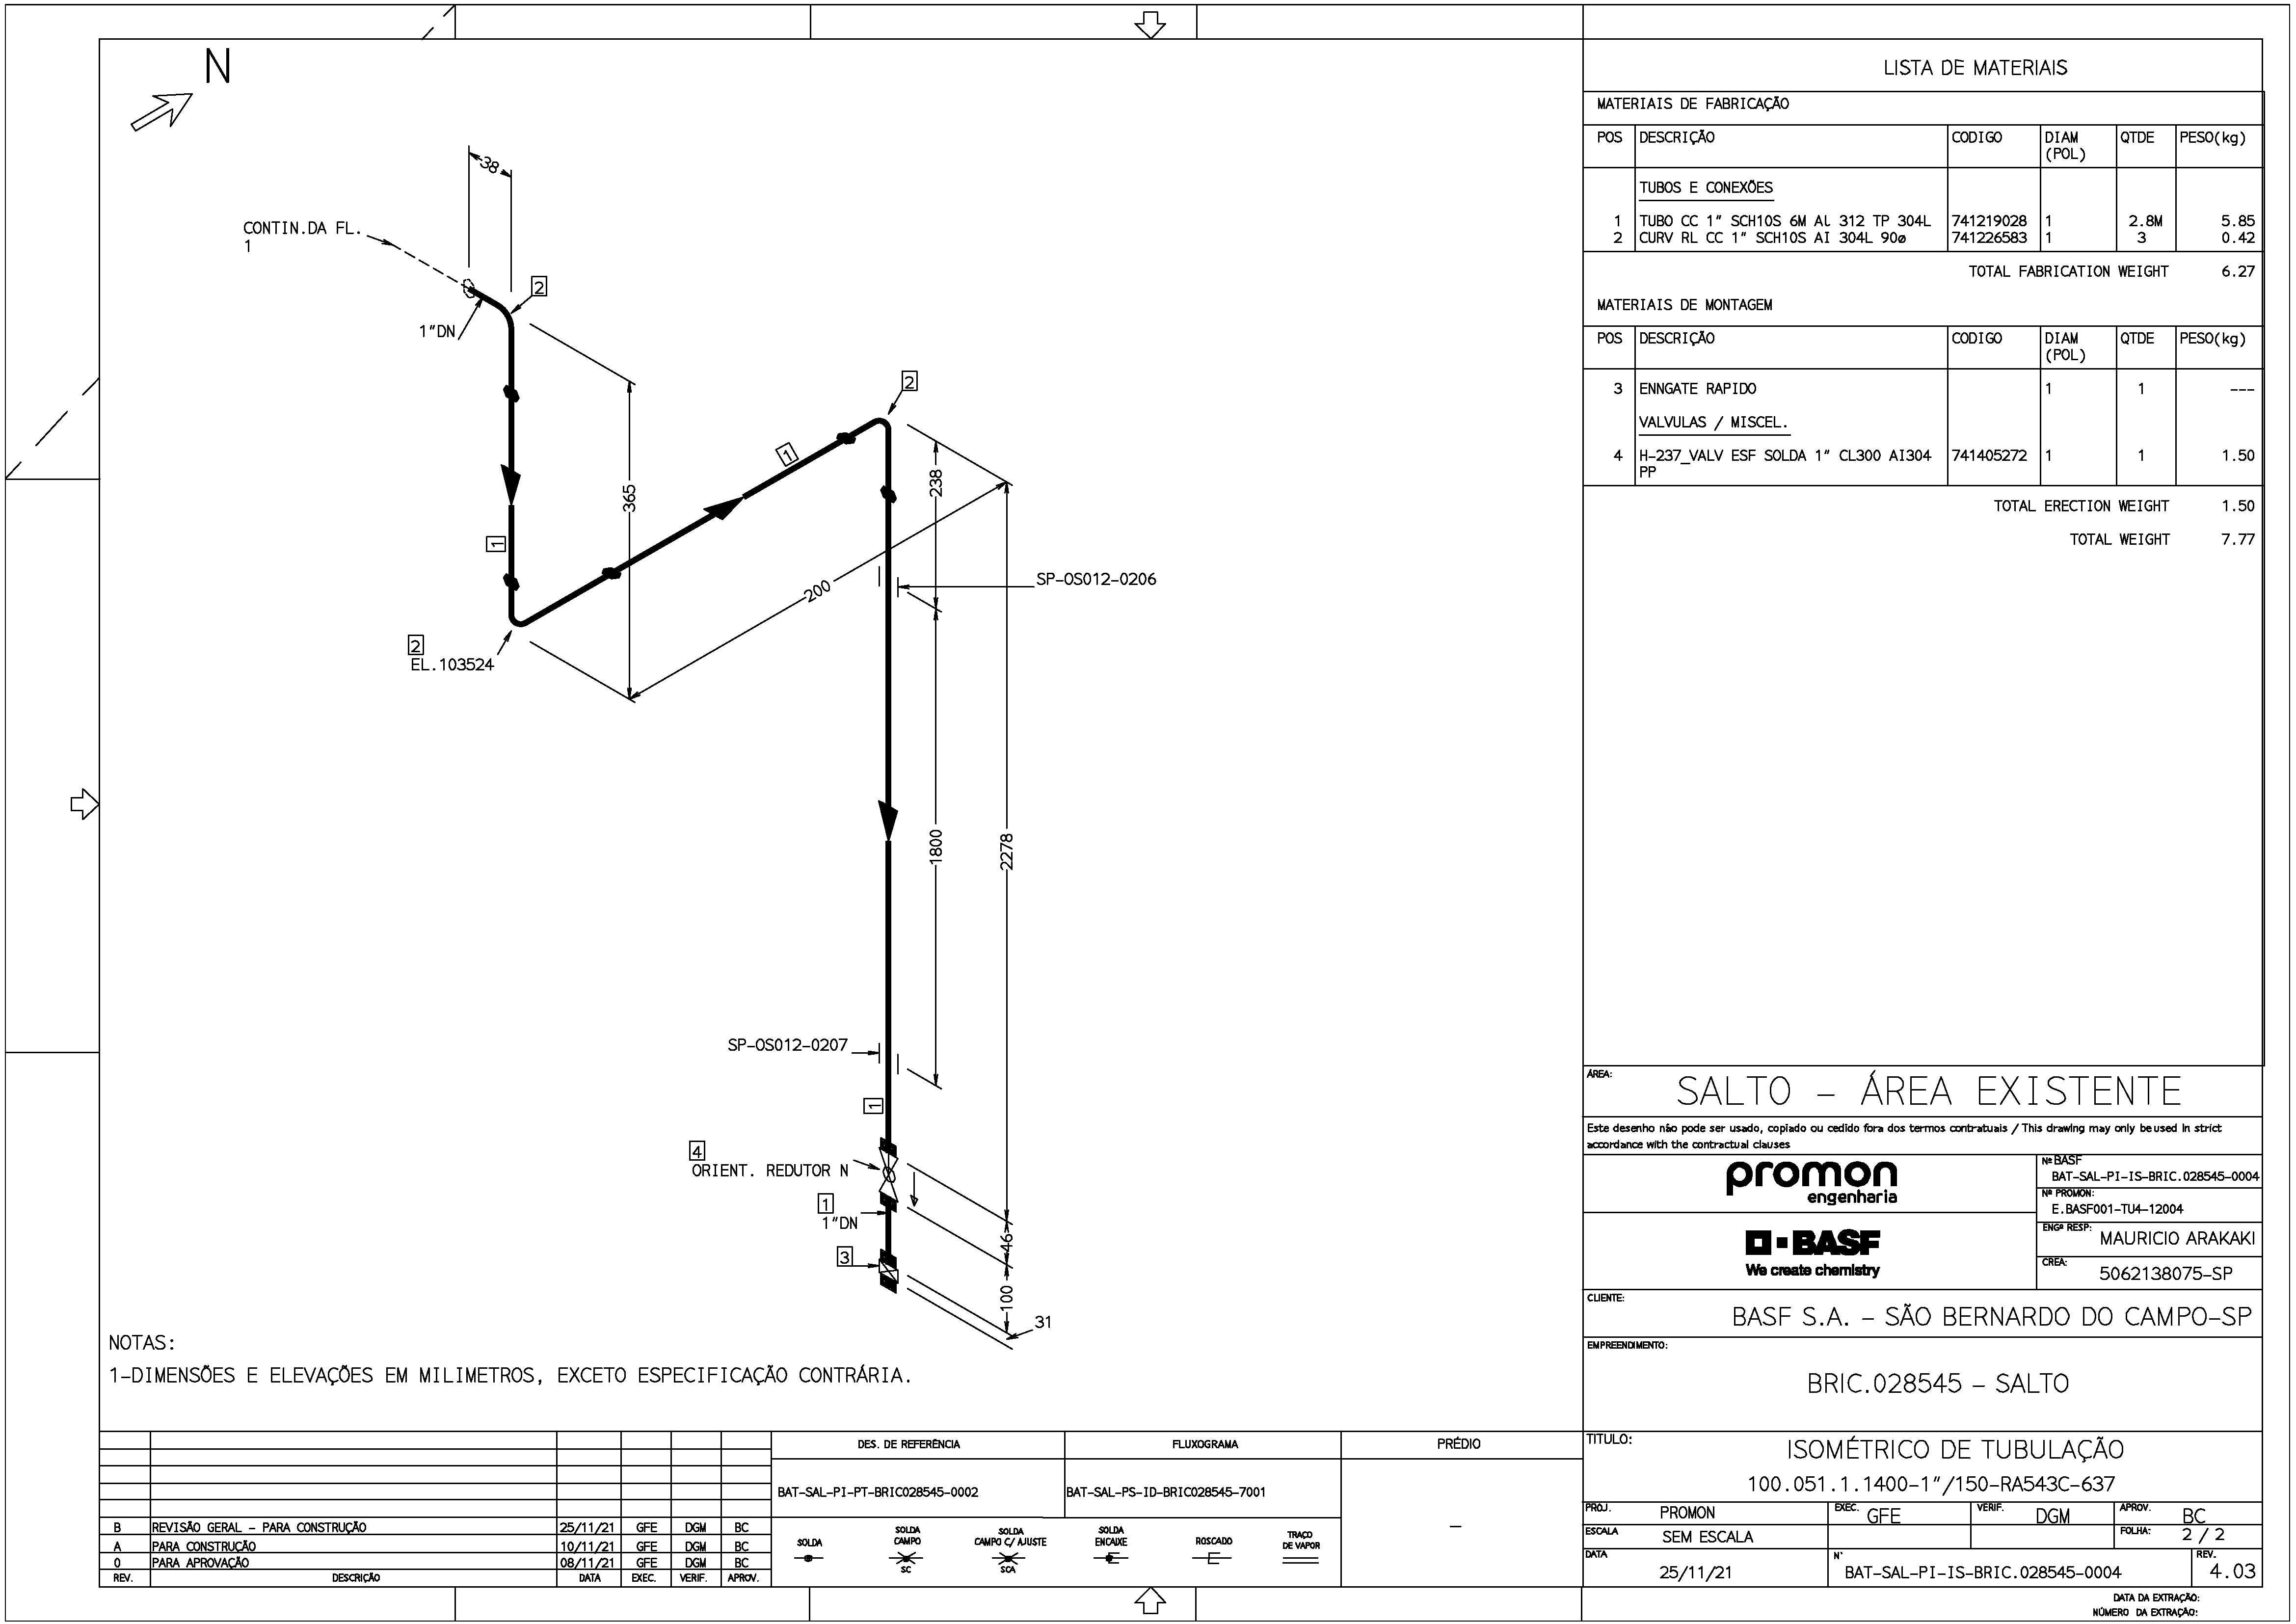 N
38
CONTIN.DA FL.
1
2
1"DN
2
365
1
238
1
200
SP-OS012-0206
2
EL.103524
1800
2278
SP-OS012-0207
1
4
ORIENT. REDUTOR N
1
1"DN
46
3
100
31
NOTAS:
1-DIMENSÕES E ELEVAÇÕES EM MILIMETROS, EXCETO ESPECIFICAÇÃO CONTRÁRIA.
LISTA DE MATERIAIS
MATERIAIS DE FABRICAÇÃO
POS DESCRIÇÃO CODIGO DIAM (POL) QTDE PESO(kg)
TUBOS E CONEXÕES
1 TUBO CC 1" SCH10S 6M Al 312 TP 304L 741219028 1 2.8M 5.85
2 CURV RL CC 1" SCH10S AI 304L 90ø 741226583 1 3 0.42
TOTAL FABRICATION WEIGHT 6.27
MATERIAIS DE MONTAGEM
POS DESCRIÇÃO CODIGO DIAM (POL) QTDE PESO(kg)
3 ENNGATE RAPIDO 1 1 ---
VALVULAS / MISCEL.
4 H-237_VALV ESF SOLDA 1" CL300 AI304 741405272 1 1 1.50
PP
TOTAL ERECTION WEIGHT 1.50
TOTAL WEIGHT 7.77
ÁREA:
SALTO - ÁREA EXISTENTE
Este desenho não pode ser usado, copiado ou cedido fora dos termos contratuais / This drawing may only be used in strict
accordance with the contractual clauses
promon
engenharia
Nº BASF
BAT-SAL-PI-IS-BRIC.028545-0004
Nº PROMON:
E.BASF001-TU4-12004
BASF
We create chemistry
ENGº RESP:
MAURICIO ARAKAKI
CREA:
5062138075-SP
CLIENTE:
BASF S.A. - SÃO BERNARDO DO CAMPO-SP
EMPREENDIMENTO:
BRIC.028545 - SALTO
TITULO:
ISOMÉTRICO DE TUBULAÇÃO
100.051.1.1400-1"/150-RA543C-637
PROJ. PROMON EXEC. GFE VERIF. DGM APROV. BC
ESCALA SEM ESCALA FOLHA: 2 / 2
DATA 25/11/21 N° BAT-SAL-PI-IS-BRIC.028545-0004 REV. 4.03
DATA DA EXTRAÇÃO:
NÚMERO DA EXTRAÇÃO:
B REVISÃO GERAL - PARA CONSTRUÇÃO 25/11/21 GFE DGM BC
A PARA CONSTRUÇÃO 10/11/21 GFE DGM BC
0 PARA APROVAÇÃO 08/11/21 GFE DGM BC
REV. DESCRIÇÃO DATA EXEC. VERIF. APROV.
DES. DE REFERÊNCIA FLUXOGRAMA PRÉDIO
BAT-SAL-PI-PT-BRIC028545-0002 BAT-SAL-PS-ID-BRIC028545-7001 -
SOLDA
SOLDA CAMPO
SC
SOLDA CAMPO C/ AJUSTE
SCA
SOLDA ENCAIXE
ROSCADO
TRAÇO DE VAPOR